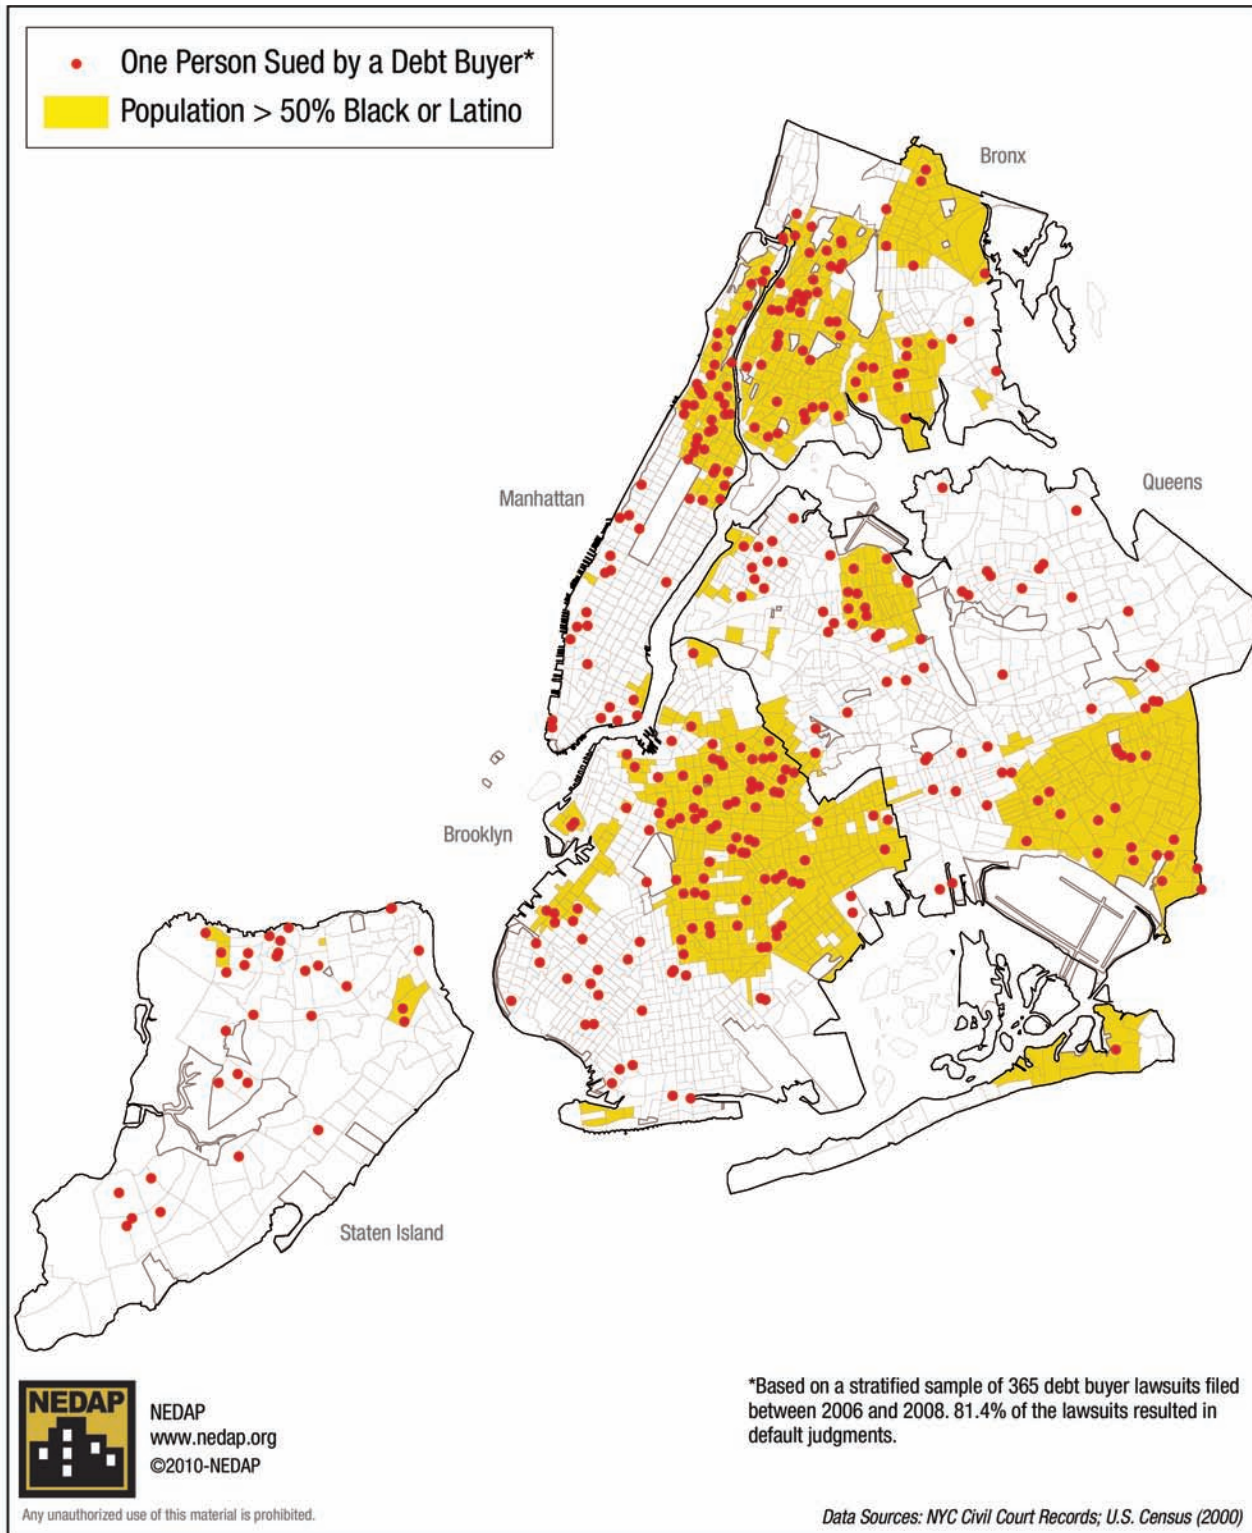 One Person Sued by a Debt Buyer*
Population > 50% Black or Latino
Bronx
Manhattan
Queens
Brooklyn
Staten Island
NEDAP
NEDAP
www.nedap.org
©2010-NEDAP
*Based on a stratified sample of 365 debt buyer lawsuits filed
between 2006 and 2008. 81.4% of the lawsuits resulted in
default judgments.
Any unauthorized use of this material is prohibited.
Data Sources: NYC Civil Court Records; U.S. Census (2000)